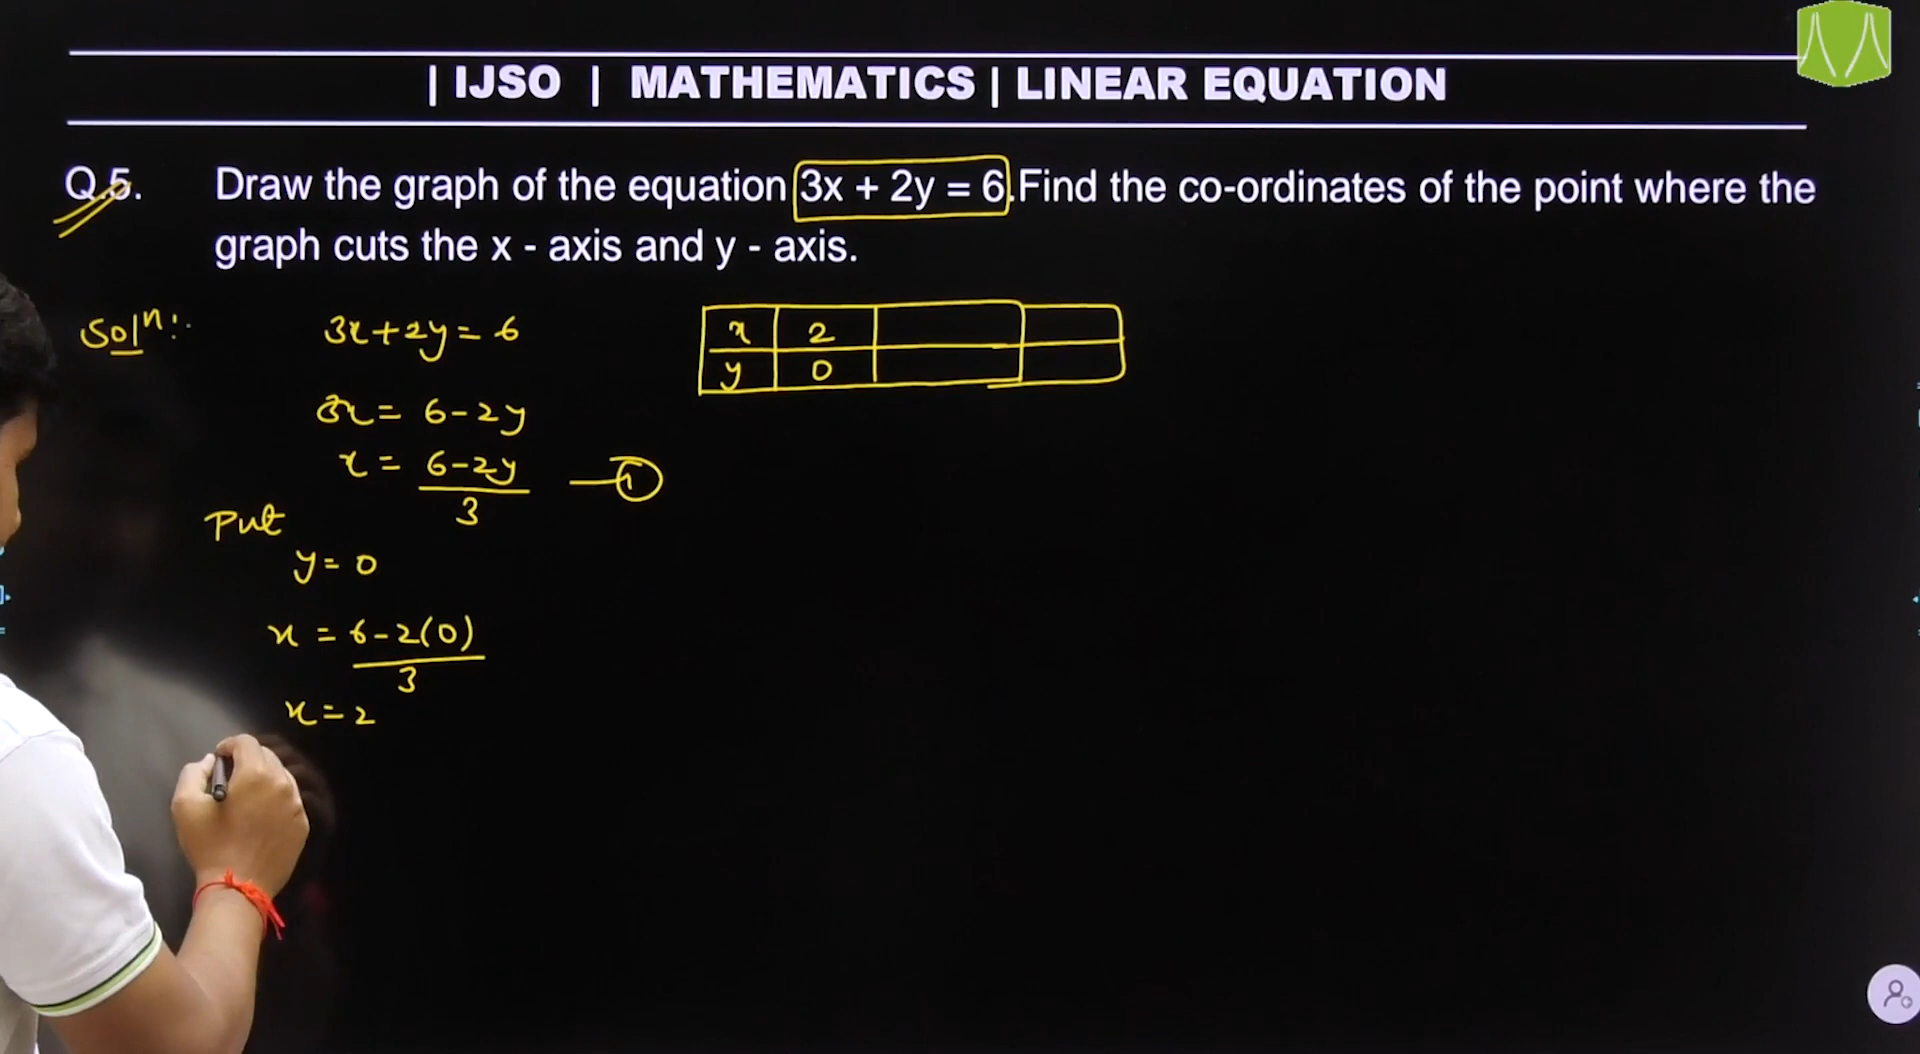 | IJSO | MATHEMATICS | LINEAR EQUATION
Q.5. Draw the graph of the equation 3x + 2y = 6.Find the co-ordinates of the point where the
graph cuts the x - axis and y - axis.
Soln:.
3x+2y=6
3x= 6-2y
x = 6-2y
3
1
Put
y=0
x = 6-2(0)
3
x=2
x 2
y 0